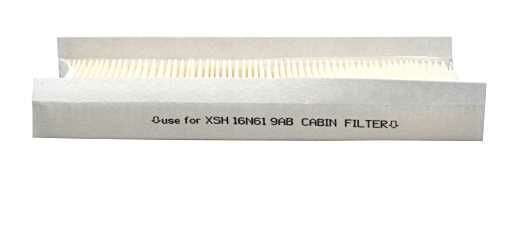 ⇩use for XSH 16N61 9AB CABIN FILTER⇩